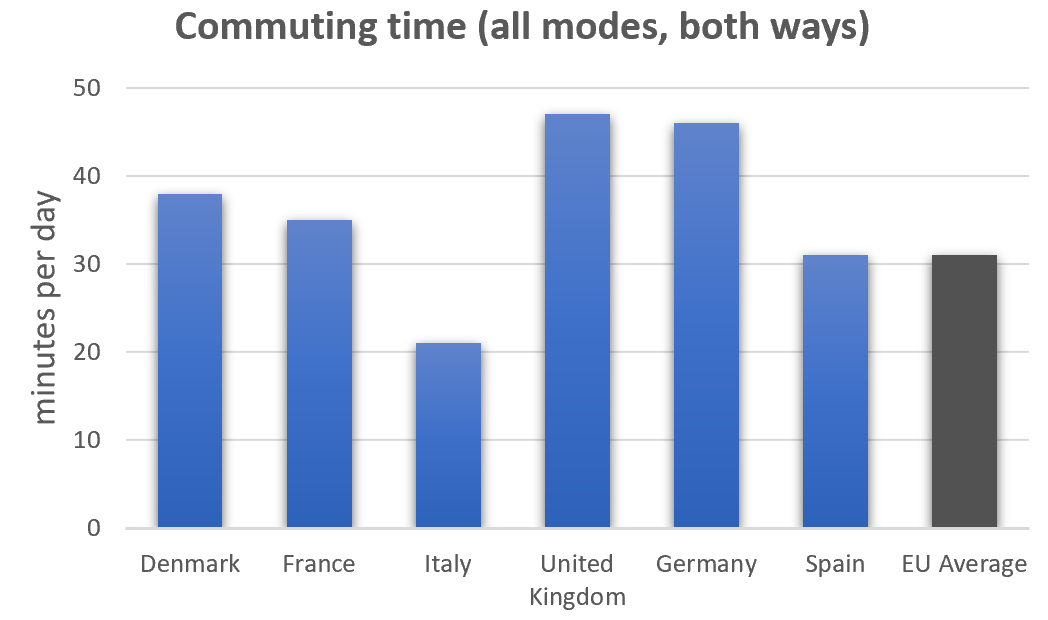 Commuting time (all modes, both ways)
minutes per day
50
40
30
20
10
0
Denmark
France
Italy
United
Kingdom
Germany
Spain
EU Average